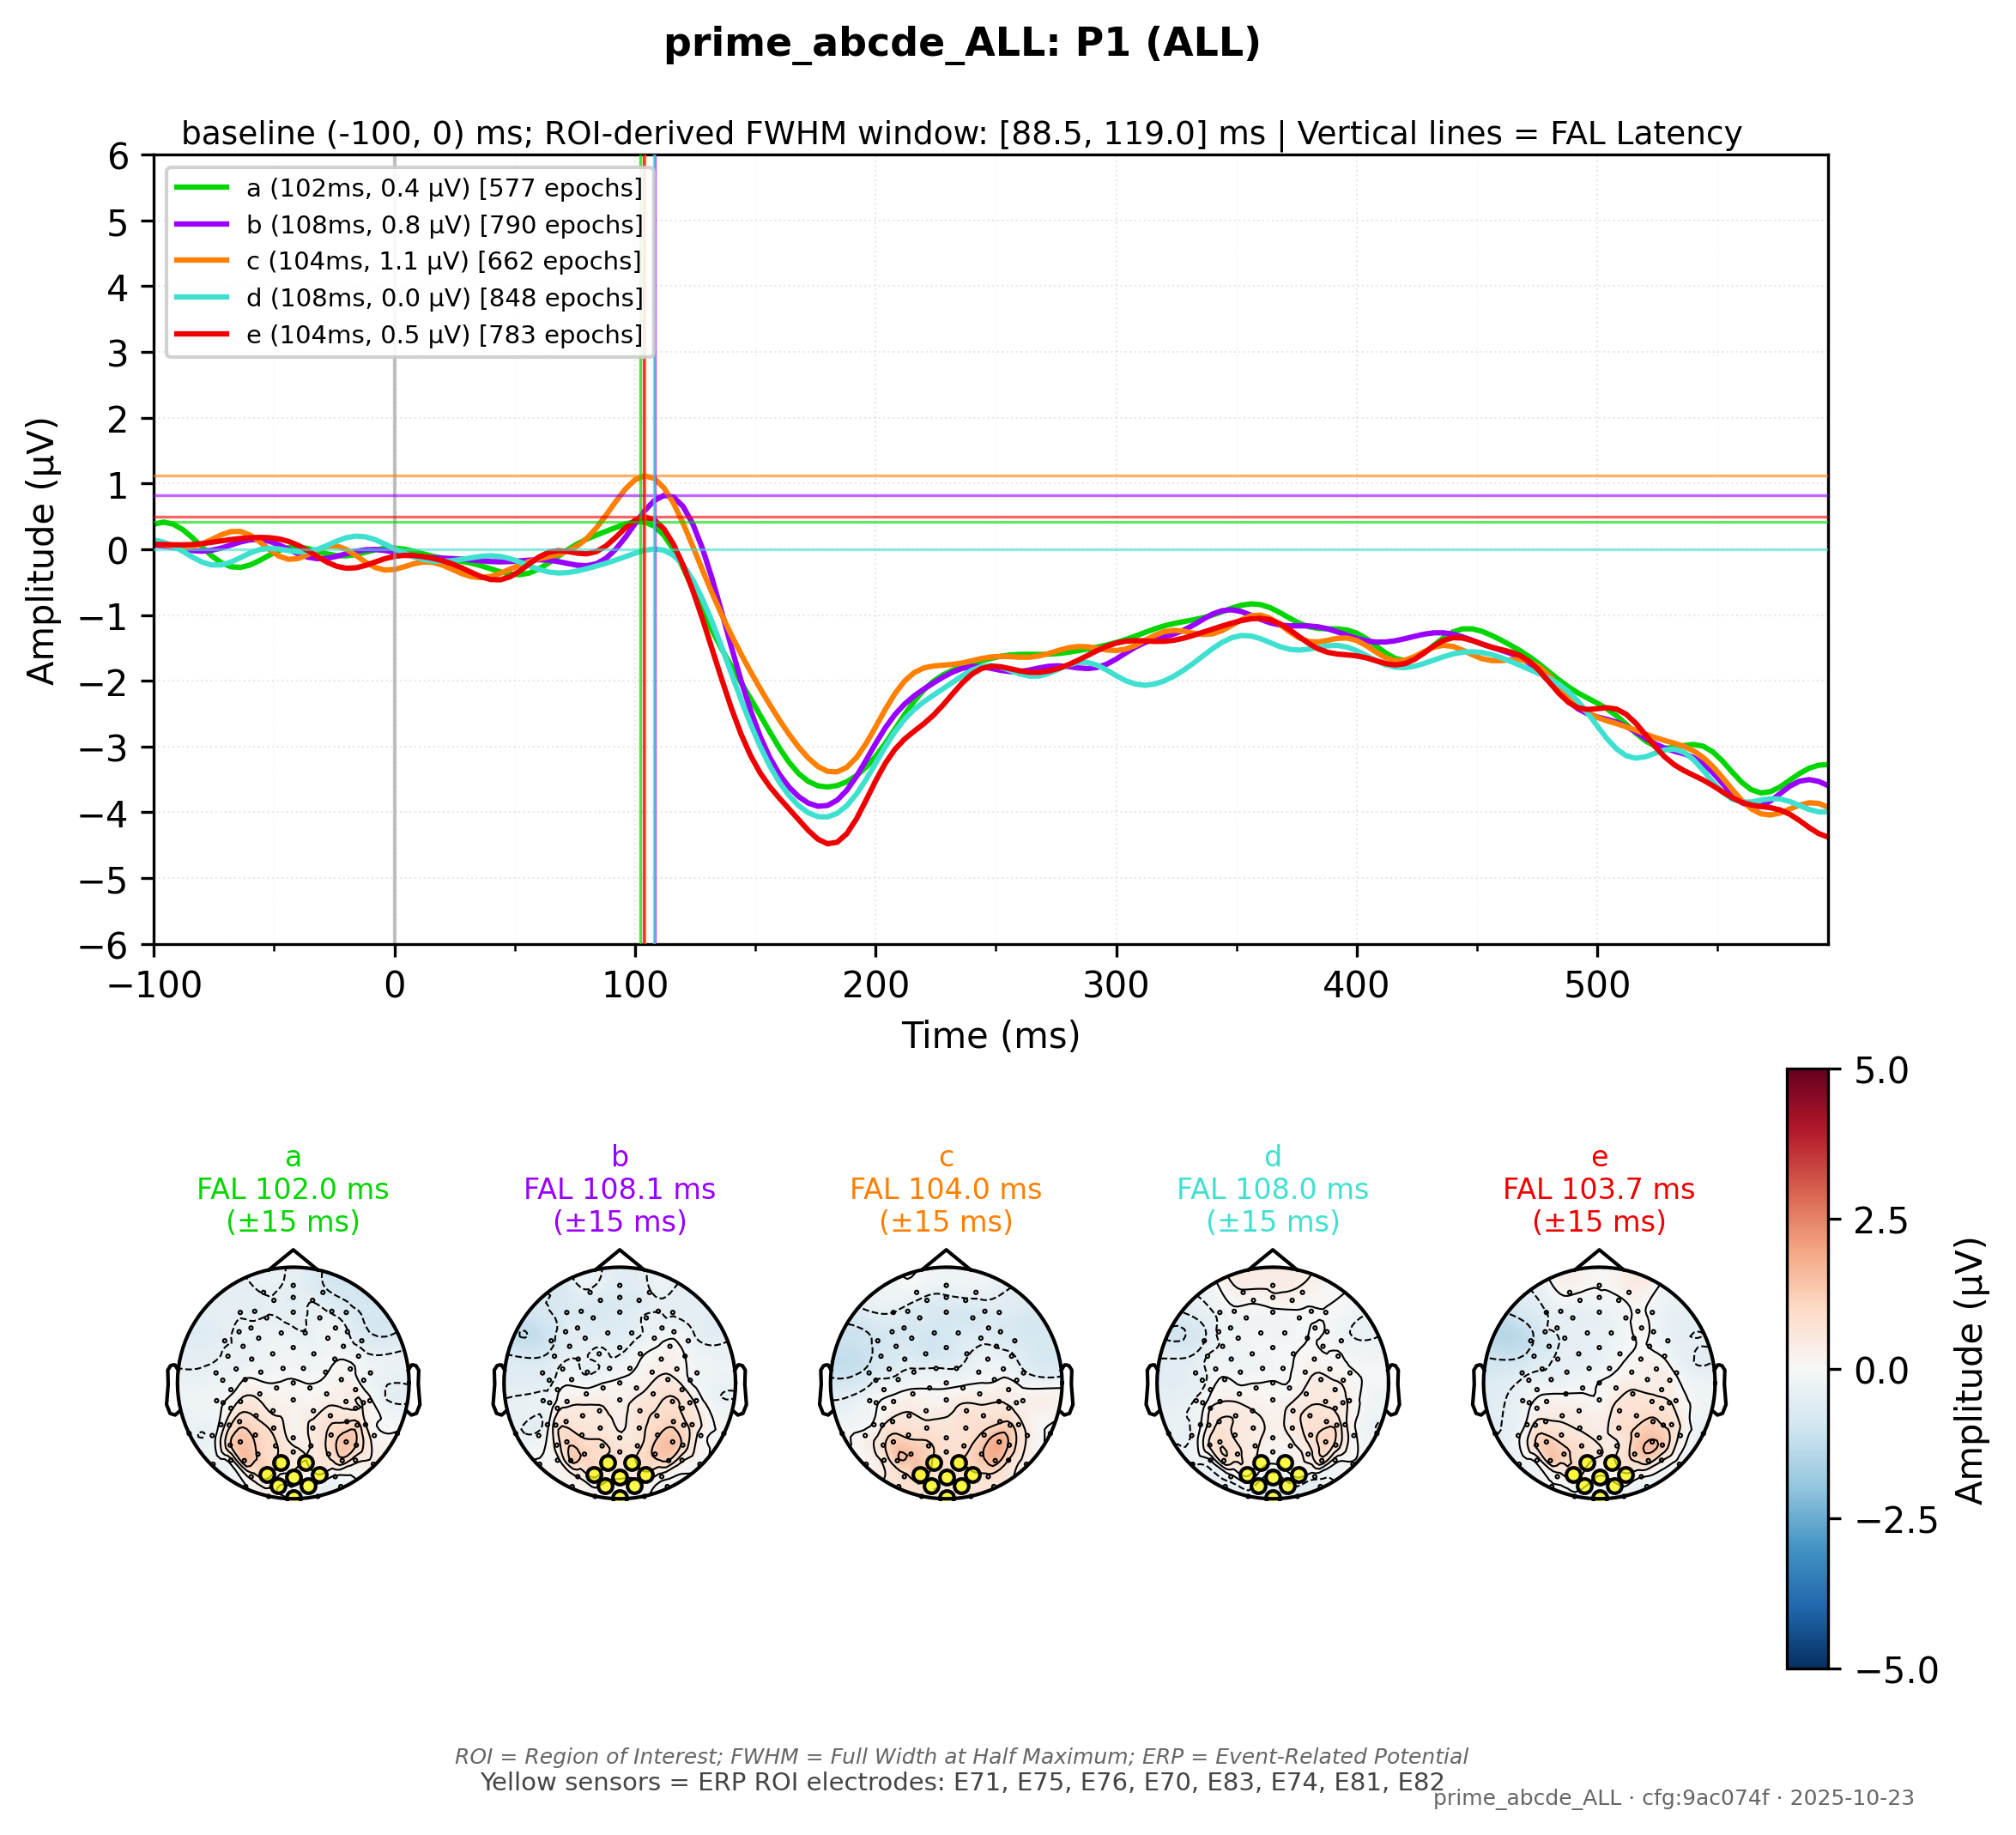 prime_abcde_ALL: P1 (ALL)
baseline (-100, 0) ms; ROI-derived FWHM window: [88.5, 119.0] ms | Vertical lines = FAL Latency
a (102ms, 0.4 µV) [577 epochs]
b (108ms, 0.8 µV) [790 epochs]
c (104ms, 1.1 µV) [662 epochs]
d (108ms, 0.0 µV) [848 epochs]
e (104ms, 0.5 µV) [783 epochs]
Amplitude (µV)
6
5
4
3
2
1
0
−1
−2
−3
−4
−5
−6
−100 0 100 200 300 400 500
Time (ms)
a
FAL 102.0 ms
(±15 ms)
b
FAL 108.1 ms
(±15 ms)
c
FAL 104.0 ms
(±15 ms)
d
FAL 108.0 ms
(±15 ms)
e
FAL 103.7 ms
(±15 ms)
5.0
2.5
0.0
−2.5
−5.0
Amplitude (µV)
ROI = Region of Interest; FWHM = Full Width at Half Maximum; ERP = Event-Related Potential
Yellow sensors = ERP ROI electrodes: E71, E75, E76, E70, E83, E74, E81, E82
prime_abcde_ALL · cfg:9ac074f · 2025-10-23